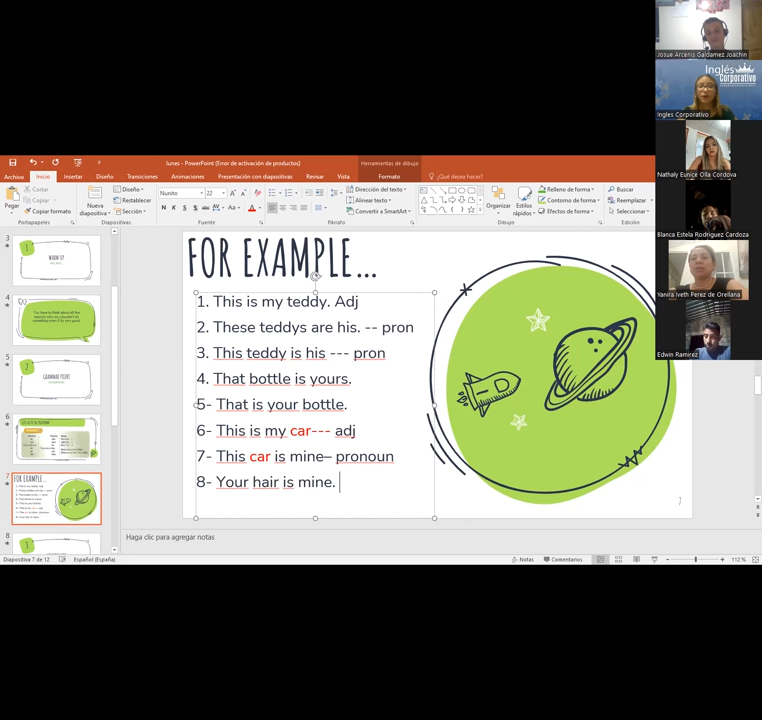 lunes - PowerPoint (Error de activación de productos)
Herramientas de dibujo
Archivo Inicio Insertar Diseño Transiciones Animaciones Presentación con diapositivas Revisar Vista Formato ¿Qué desea hacer?
Pegar
Cortar
Copiar
Copiar formato
Portapapeles
Nueva diapositiva
Diseño
Restablecer
Sección
Diapositivas
Nunito 22
N K S
Fuente
Párrafo
Dirección del texto
Alinear texto
Convertir a SmartArt
Organizar
Estilos rápidos
Relleno de forma
Contorno de forma
Efectos de forma
Dibujo
Buscar
Reemplazar
Seleccionar
Edición
3
WARM UP
4
5
GRAMMAR POINT
6
7
FOR EXAMPLE...
8
FOR EXAMPLE...
1. This is my teddy. Adj
2. These teddys are his. -- pron
3. This teddy is his --- pron
4. That bottle is yours.
5- That is your bottle.
6- This is my car--- adj
7- This car is mine– pronoun
8- Your hair is mine.
Haga clic para agregar notas
Diapositiva 7 de 12 Español (España) Notas Comentarios 112 %
Josue Arcenis Galdamez Joachin
Inglés
Corporativo
Ingles Corporativo
Nathaly Eunice Olla Cordova
Blanca Estela Rodriguez Cardoza
Yanira Iveth Perez de Orellana
Edwin Ramirez